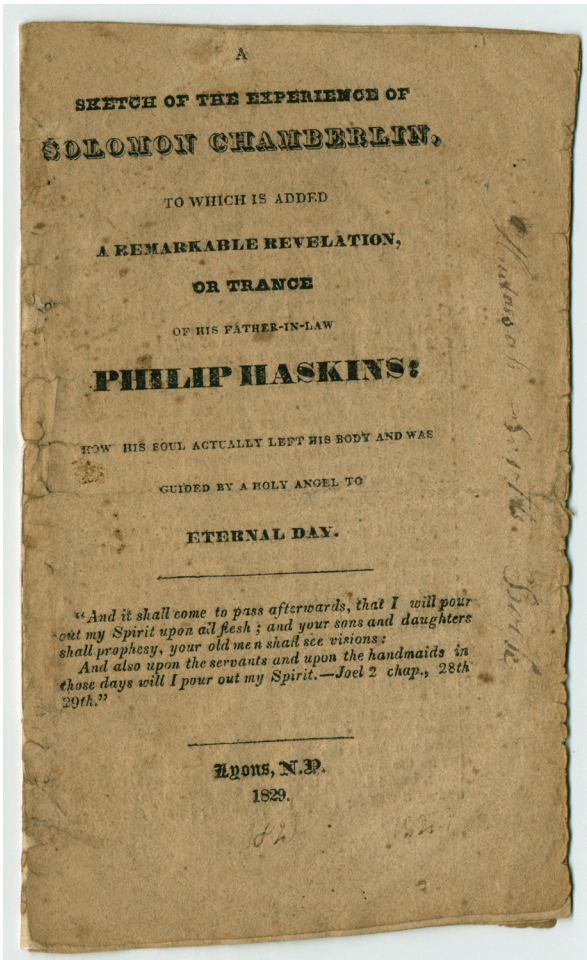 A
SKETCH OF THE EXPERIENCE OF
SOLOMON CHAMBERLIN,
TO WHICH IS ADDED
A REMARKABLE REVELATION,
OR TRANCE
OF HIS FATHER-IN-LAW
PHILIP HASKINS:
HOW HIS SOUL ACTUALLY LEFT HIS BODY AND WAS
GUIDED BY A HOLY ANGEL TO
ETERNAL DAY.
"And it shall come to pass afterwards, that I will pour
out my Spirit upon all flesh ; and your sons and daughters
shall prophesy, your old men shall see visions :
And also upon the servants and upon the handmaids in
those days will I pour out my Spirit.—Joel 2 chap., 28th
29th."
Lyons, N.Y.
1829.